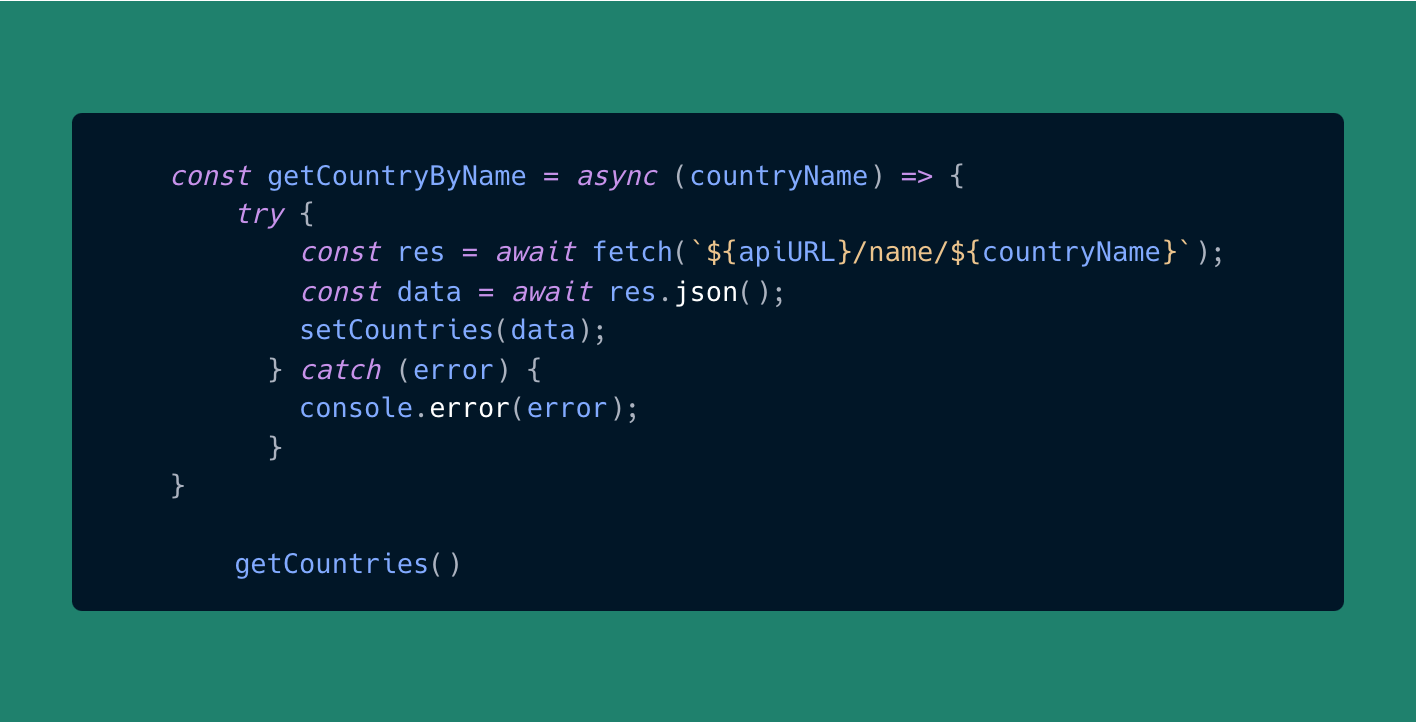 const getCountryByName = async (countryName) => {
try {
const res = await fetch(`${apiURL}/name/${countryName}`);
const data = await res.json();
setCountries(data);
} catch (error) {
console.error(error);
}
}
getCountries()